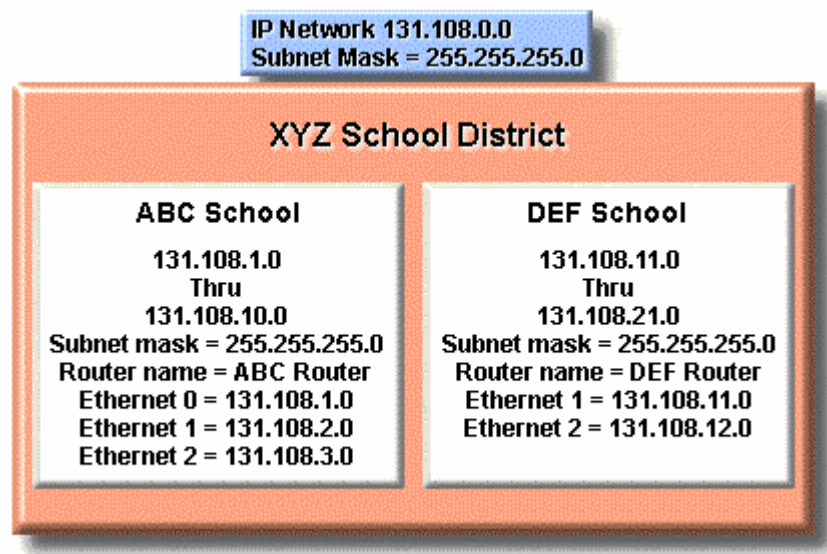 IP Network 131.108.0.0
Subnet Mask = 255.255.255.0
XYZ School District
ABC School
131.108.1.0
Thru
131.108.10.0
Subnet mask = 255.255.255.0
Router name = ABC Router
Ethernet 0 = 131.108.1.0
Ethernet 1 = 131.108.2.0
Ethernet 2 = 131.108.3.0
DEF School
131.108.11.0
Thru
131.108.21.0
Subnet mask = 255.255.255.0
Router name = DEF Router
Ethernet 1 = 131.108.11.0
Ethernet 2 = 131.108.12.0